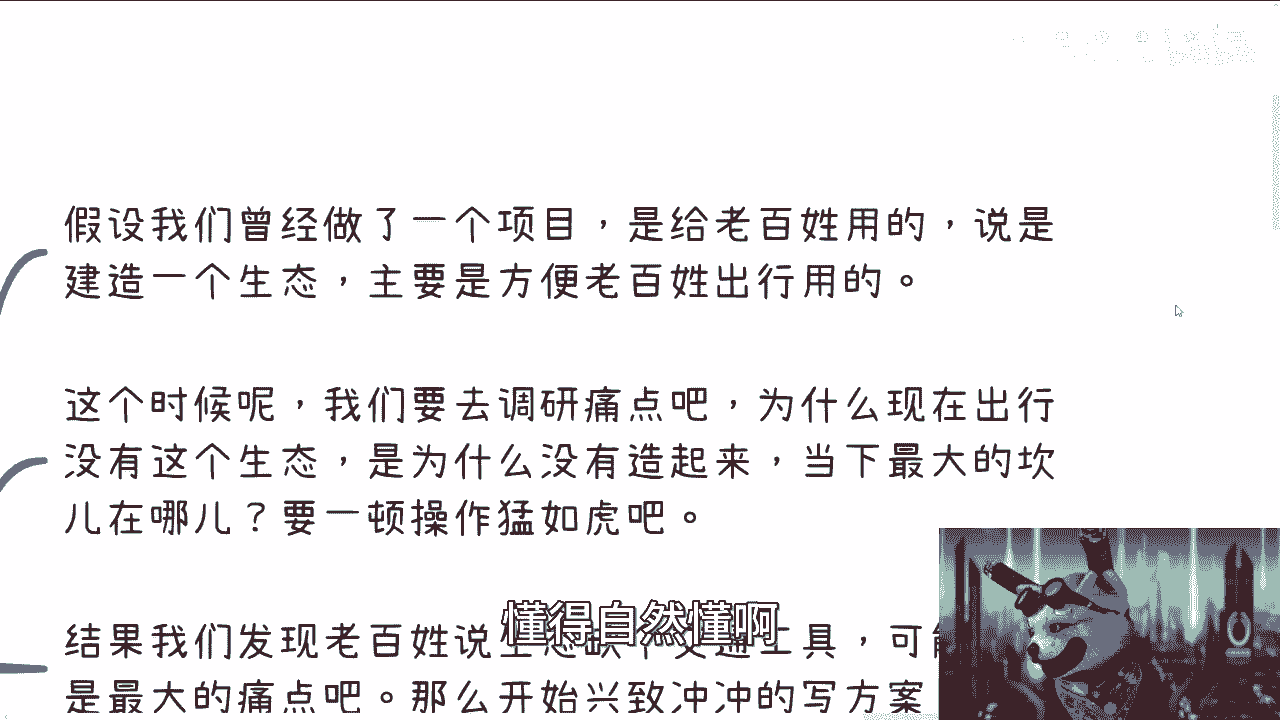 假设我们曾经做了一个项目，是给老百姓用的，说是
建造一个生态，主要是方便老百姓出行用的。
这个时候呢，我们要去调研痛点吧，为什么现在出行
没有这个生态，是为什么没有造起来，当下最大的坎
儿在哪儿？要一顿操作猛如虎吧。
结果我们发现老百姓说 工具，可
懂得自然懂啊
是最大的痛点吧。那么开始兴致冲冲的写方案